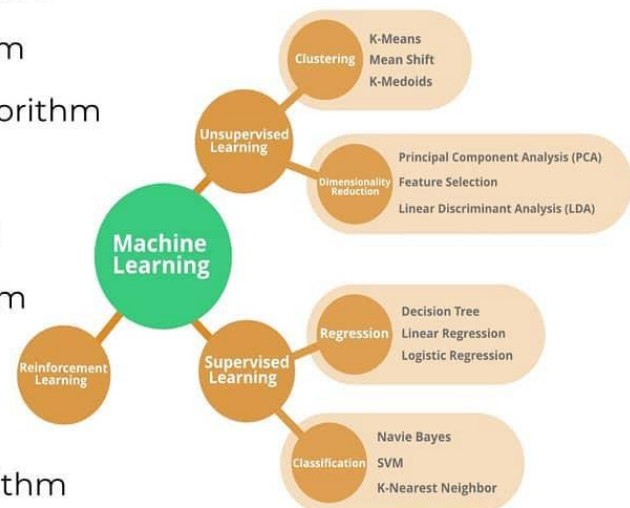 m
orithm
m
thm
Machine
Learning
Unsupervised
Learning
Clustering
K-Means
Mean Shift
K-Medoids
Dimensionality
Reduction
Principal Component Analysis (PCA)
Feature Selection
Linear Discriminant Analysis (LDA)
Reinforcement
Learning
Supervised
Learning
Regression
Decision Tree
Linear Regression
Logistic Regression
Classification
Navie Bayes
SVM
K-Nearest Neighbor